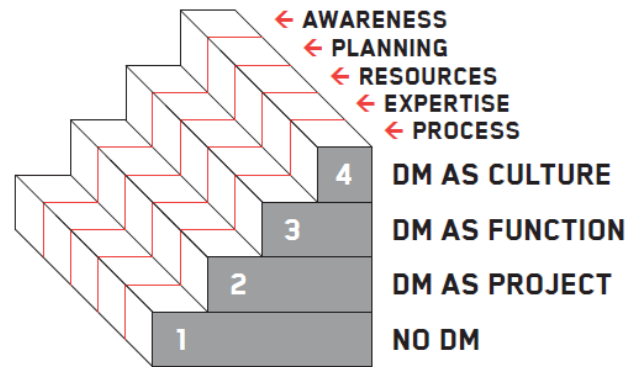 ← AWARENESS
← PLANNING
← RESOURCES
← EXPERTISE
← PROCESS
4 DM AS CULTURE
3 DM AS FUNCTION
2 DM AS PROJECT
1 NO DM